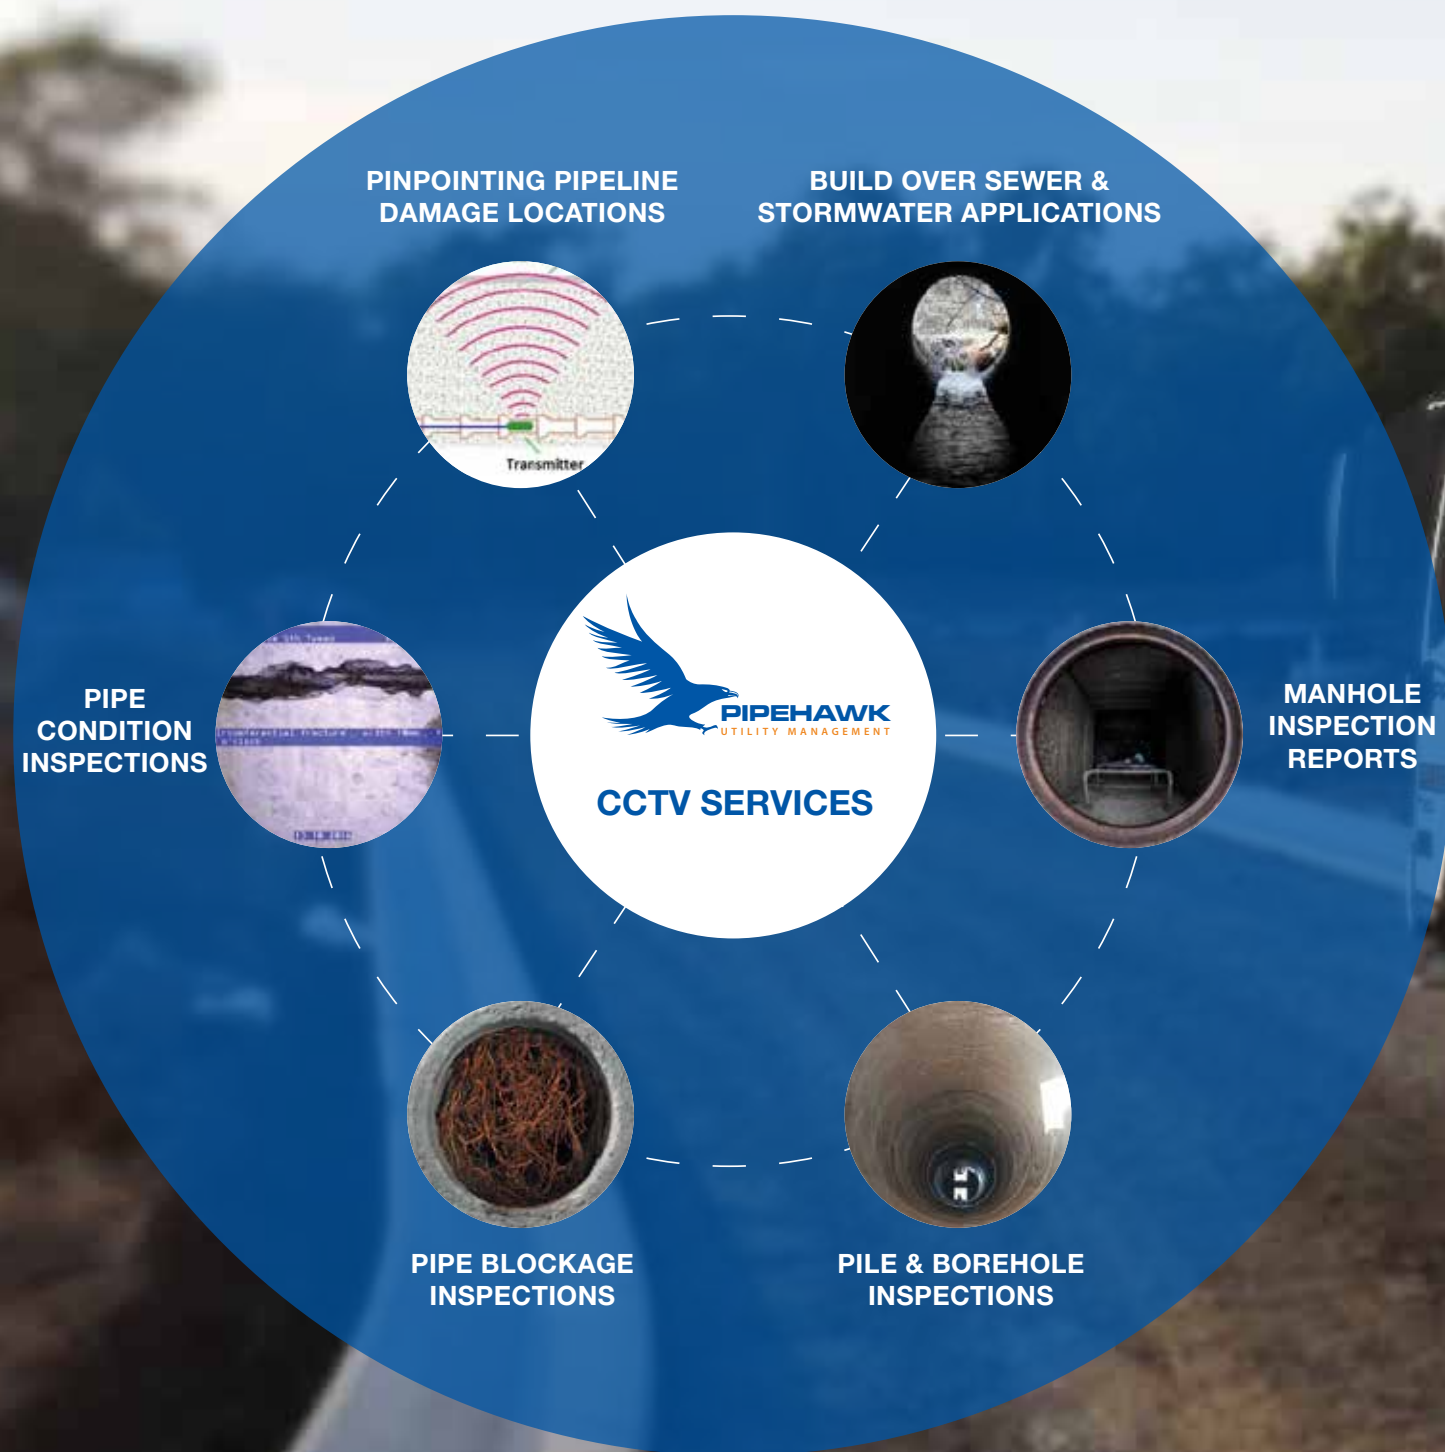 PINPOINTING PIPELINE
DAMAGE LOCATIONS
BUILD OVER SEWER &
STORMWATER APPLICATIONS
Transmitter
PIPE
CONDITION
INSPECTIONS
PIPEHAWK
UTILITY MANAGEMENT
CCTV SERVICES
MANHOLE
INSPECTION
REPORTS
PIPE BLOCKAGE
INSPECTIONS
PILE & BOREHOLE
INSPECTIONS